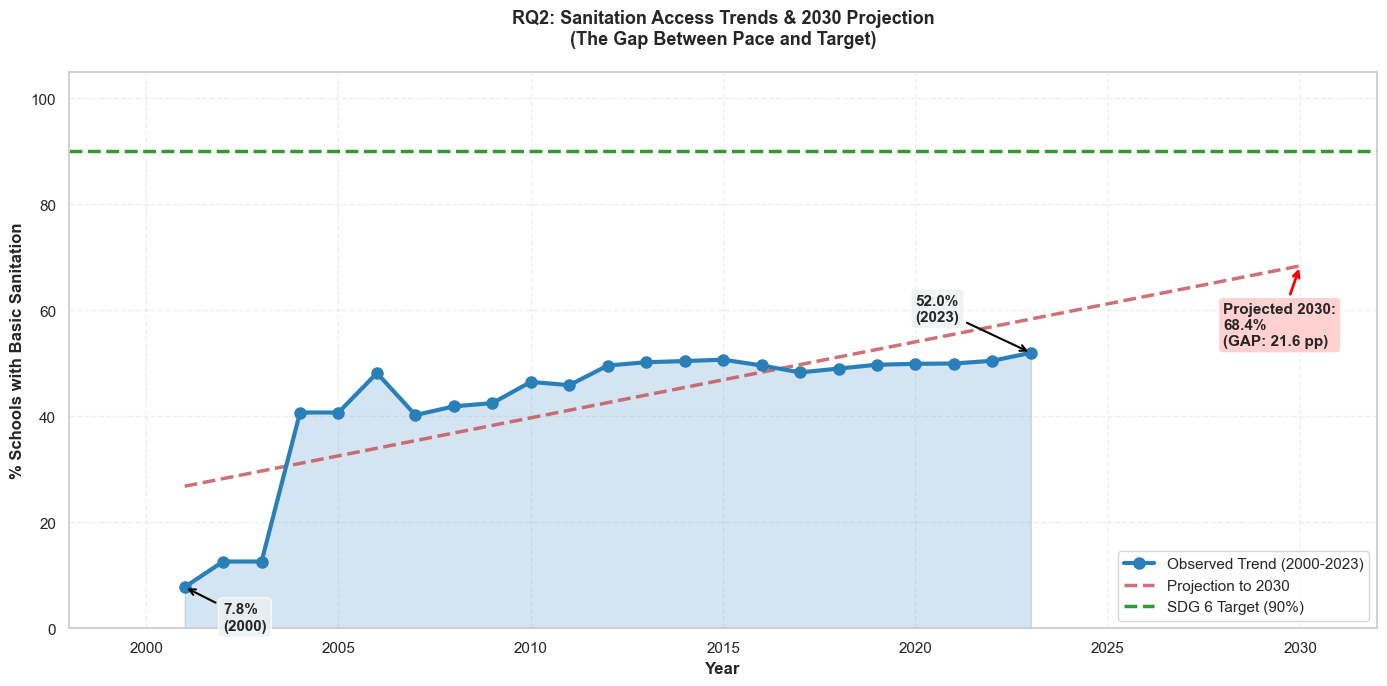 RQ2: Sanitation Access Trends & 2030 Projection
(The Gap Between Pace and Target)
% Schools with Basic Sanitation
100
80
60
40
20
0
52.0%
(2023)
Projected 2030:
68.4%
(GAP: 21.6 pp)
7.8%
(2000)
Observed Trend (2000-2023)
Projection to 2030
SDG 6 Target (90%)
2000
2005
2010
2015
2020
2025
2030
Year